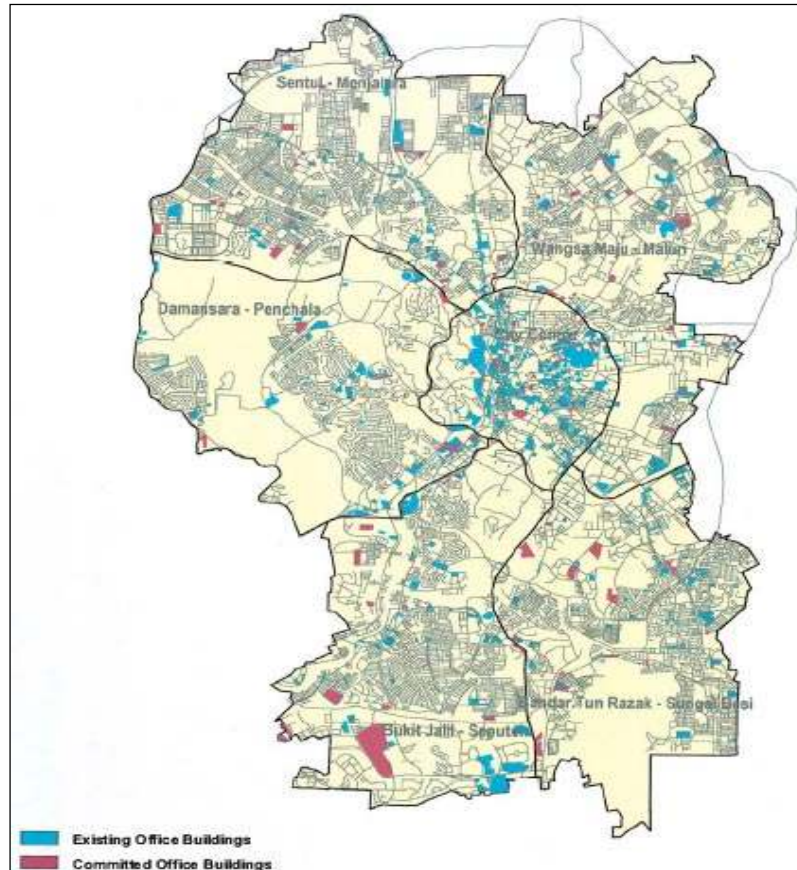 Sentul - Menjalara
Wangsa Maju - Maluri
Damansara - Penchala
City Center
Bandar Tun Razak - Sungai Besi
Bukit Jalil - Seputeh
Existing Office Buildings
Committed Office Buildings